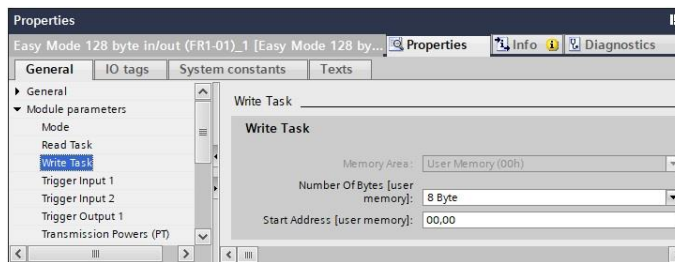 Properties
Easy Mode 128 byte in/out (FR1-01)_1 [Easy Mode 128 by... Properties Info Diagnostics
General IO tags System constants Texts
General
Module parameters
Mode
Read Task
Write Task
Trigger Input 1
Trigger Input 2
Trigger Output 1
Transmission Powers (PT)
Write Task
Write Task
Memory Area: User Memory (00h)
Number Of Bytes [user
memory]: 8 Byte
Start Address [user memory]: 00,00